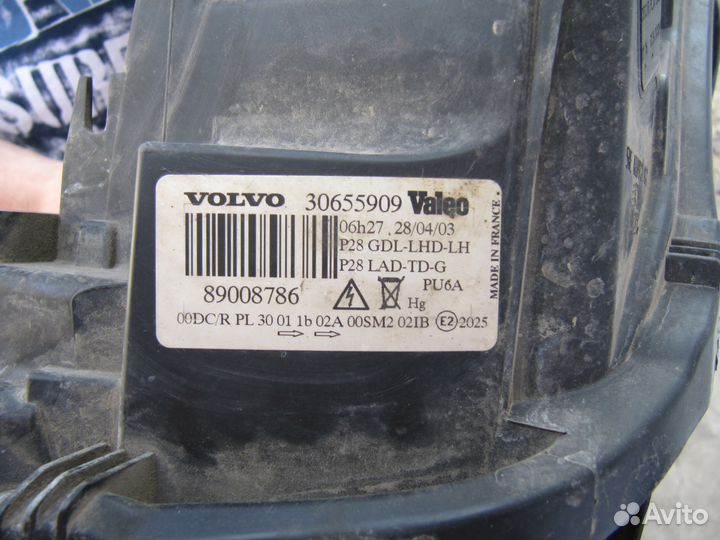 VOLVO 30655909 Valeo
06h27 . 28/04/03
P28 GDL-LHD-LH
P28 LAD-TD-G
PU6A
89008786
Hg
00DC/R PL 30 01 1b 02A 00SM2 02IB E2 2025
MADE IN FRANCE
Avito